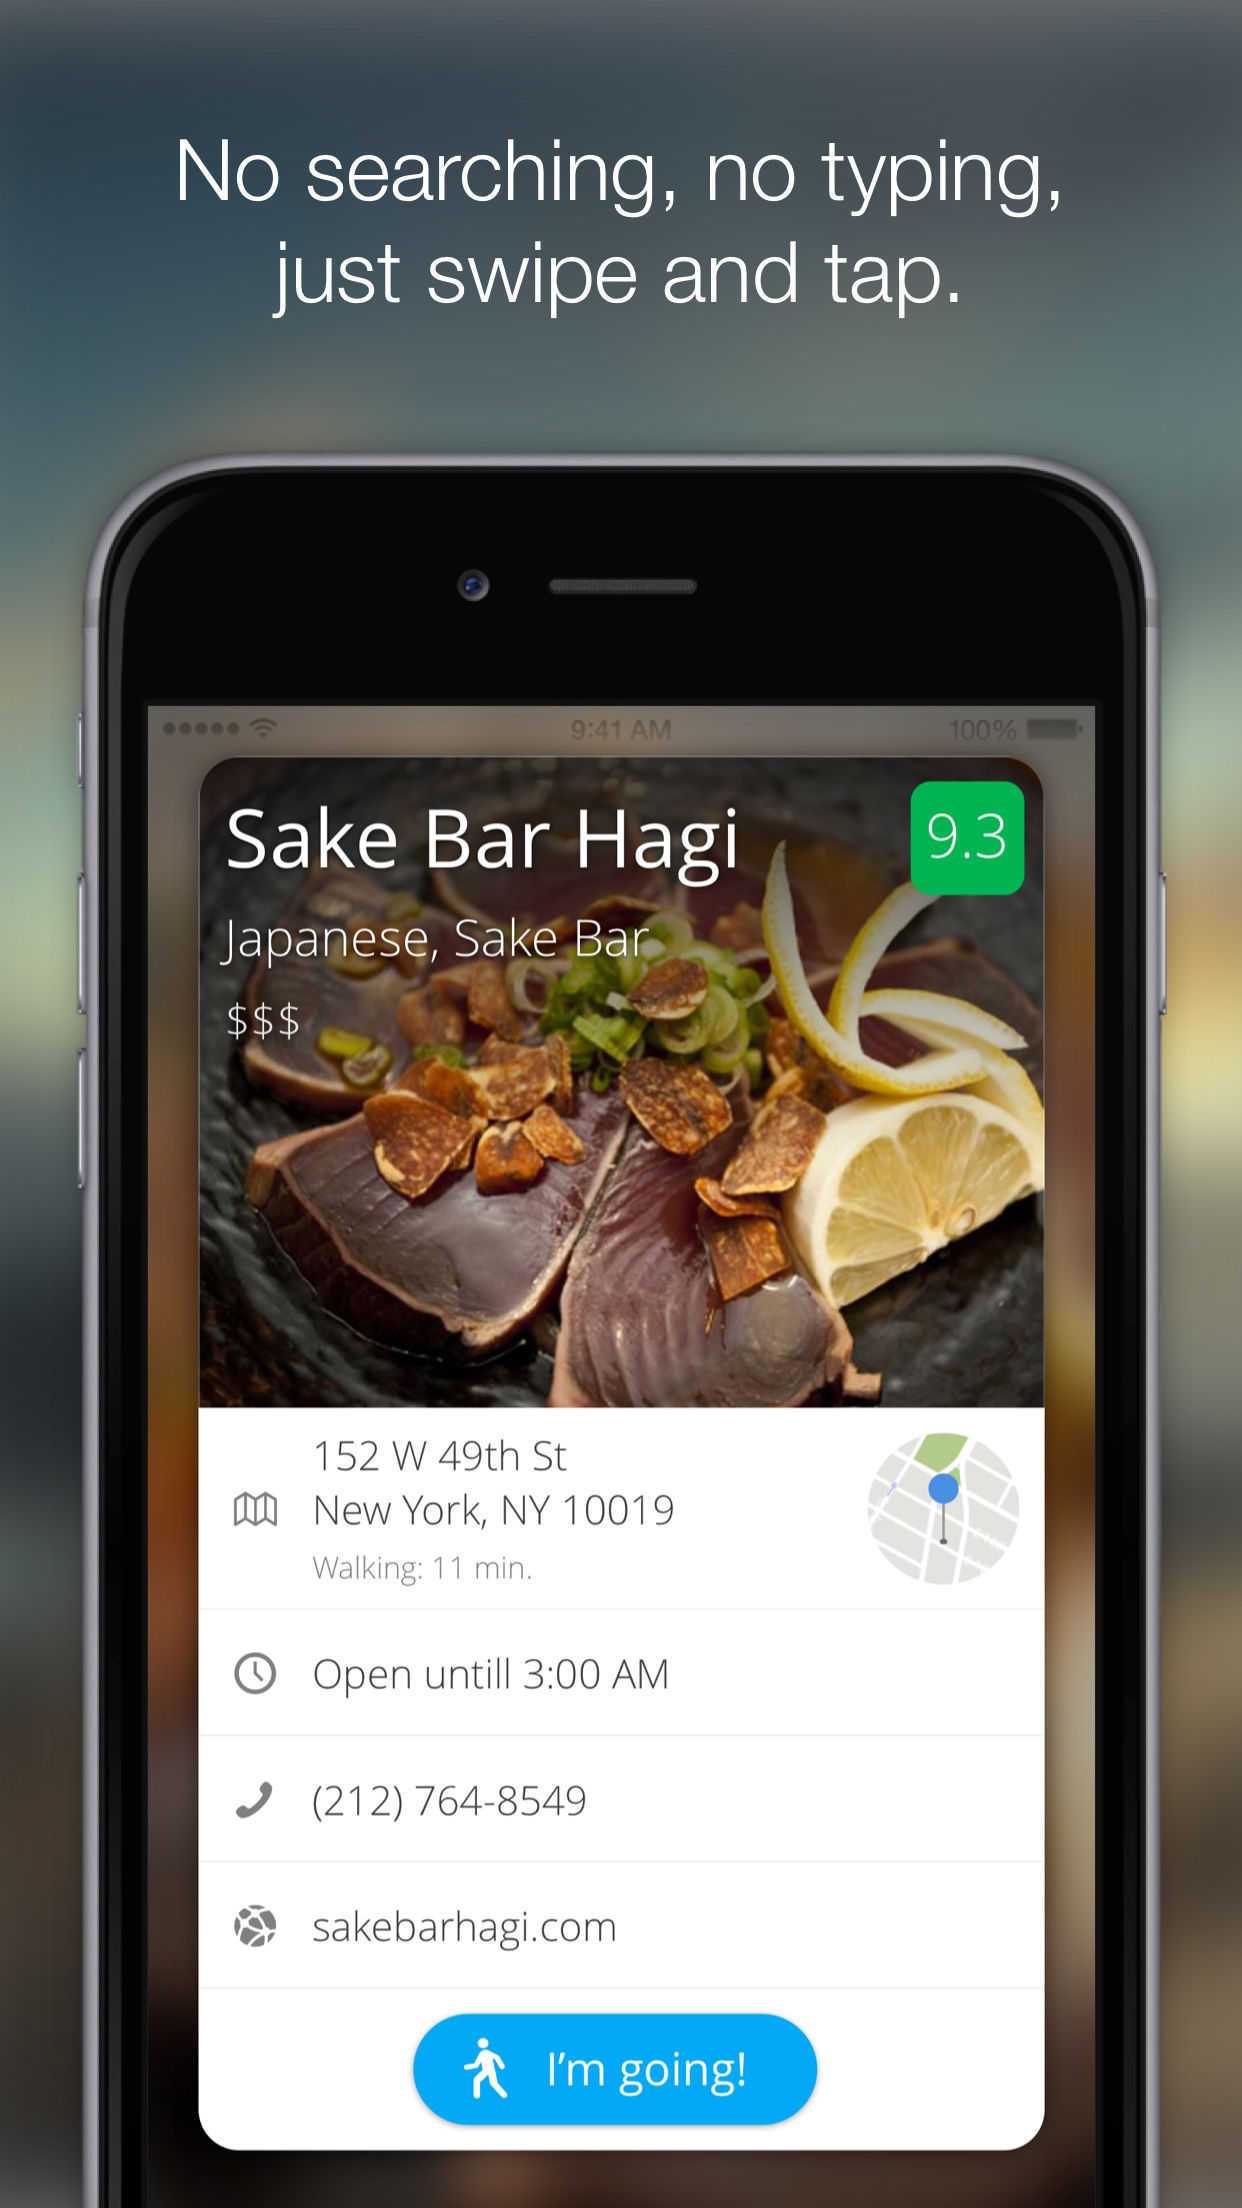 No searching, no typing,
just swipe and tap.
9:41 AM
100%
Sake Bar Hagi
9.3
Japanese, Sake Bar
$$$
152 W 49th St
New York, NY 10019
Walking: 11 min.
Open untill 3:00 AM
(212) 764-8549
sakebarhagi.com
I'm going!